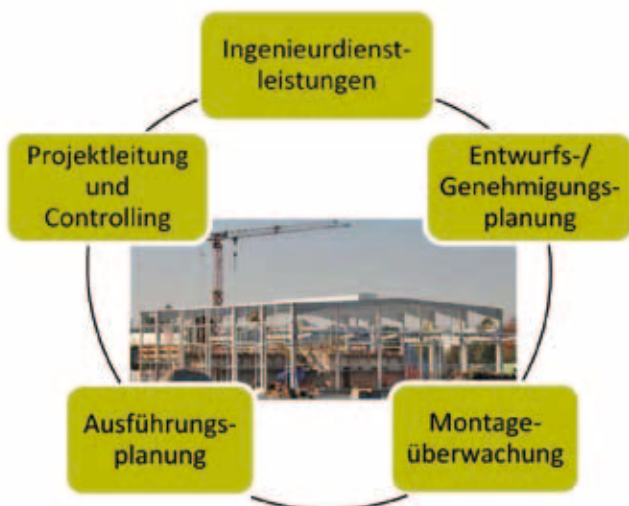 Ingenieurdienst-
leistungen
Entwurfs-/
Genehmigungs-
planung
Montage-
überwachung
Ausführungs-
planung
Projektleitung
und
Controlling